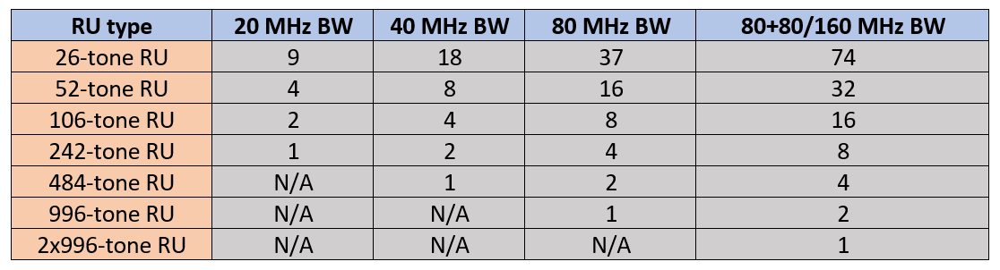 RU type 20 MHz BW 40 MHz BW 80 MHz BW 80+80/160 MHz BW
26-tone RU 9 18 37 74
52-tone RU 4 8 16 32
106-tone RU 2 4 8 16
242-tone RU 1 2 4 8
484-tone RU N/A 1 2 4
996-tone RU N/A N/A 1 2
2x996-tone RU N/A N/A N/A 1